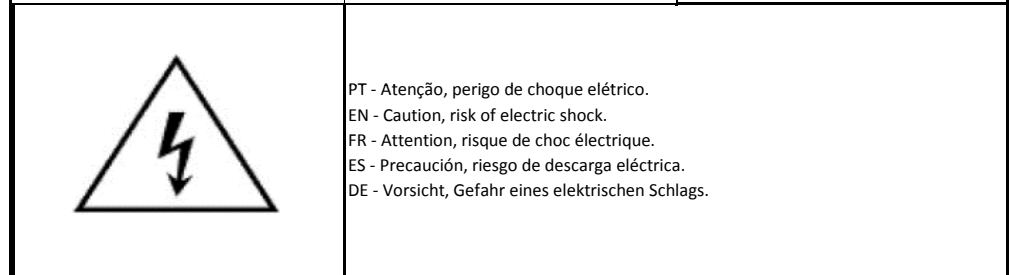 PT - Atenção, perigo de choque elétrico.
EN - Caution, risk of electric shock.
FR - Attention, risque de choc électrique.
ES - Precaución, riesgo de descarga eléctrica.
DE - Vorsicht, Gefahr eines elektrischen Schlags.